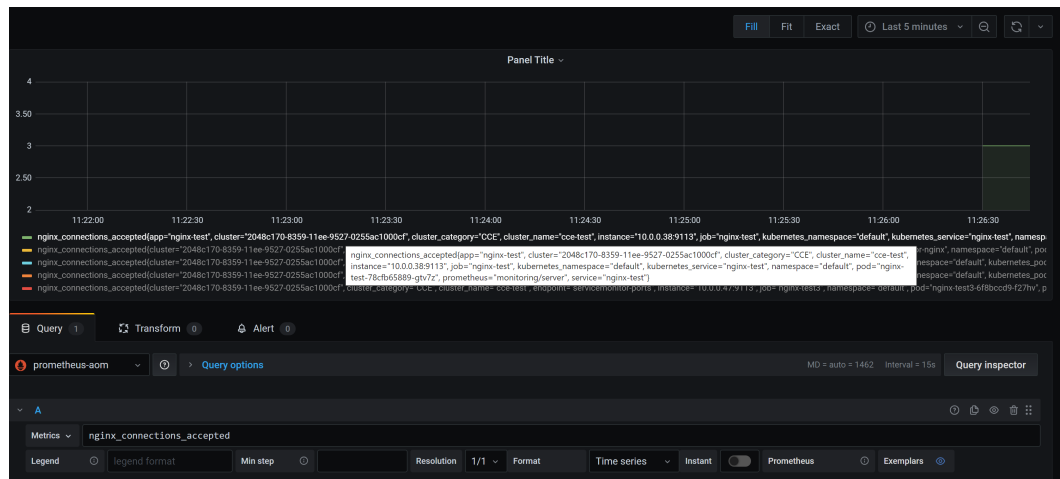 Fill Fit Exact Last 5 minutes
Panel Title
4
3.50
3
2.50
2
11:22:00 11:22:30 11:23:00 11:23:30 11:24:00 11:24:30 11:25:00 11:25:30 11:26:00 11:26:30
nginx_connections_accepted{app="nginx-test", cluster="2048c170-8359-11ee-9527-0255ac1000cf", cluster_category="CCE", cluster_name="cce-test", instance="10.0.0.38:9113", job="nginx-test", kubernetes_namespace="default", kubernetes_service="nginx-test", namesp
nginx_connections_accepted{cluster="2048c170-8359-11ee-9527-0255ac1000cf", nginx", namespace="default", poc
nginx_connections_accepted{cluster="2048c170-8359-11ee-9527-0255ac1000cf", espace="default", kubernetes_poc
nginx_connections_accepted{cluster="2048c170-8359-11ee-9527-0255ac1000cf", espace="default", kubernetes_poc
nginx_connections_accepted{cluster="2048c170-8359-11ee-9527-0255ac1000cf", cluster_category="CCE", cluster_name="cce-test", endpoint="servicemonitor-ports", instance="10.0.0.47:9113", job="nginx-test3", namespace="default", pod="nginx-test3-6f8bccd9-f27hv", p
nginx_connections_accepted{app="nginx-test", cluster="2048c170-8359-11ee-9527-0255ac1000cf", cluster_category="CCE", cluster_name="cce-test",
instance="10.0.0.38:9113", job="nginx-test", kubernetes_namespace="default", kubernetes_service="nginx-test", namespace="default", pod="nginx-
test-78cfb65889-gtv7z", prometheus="monitoring/server", service="nginx-test"}
Query 1 Transform 0 Alert 0
prometheus-aom Query options MD = auto = 1462 Interval = 15s Query inspector
A
Metrics nginx_connections_accepted
Legend legend format Min step Resolution 1/1 Format Time series Instant Prometheus Exemplars